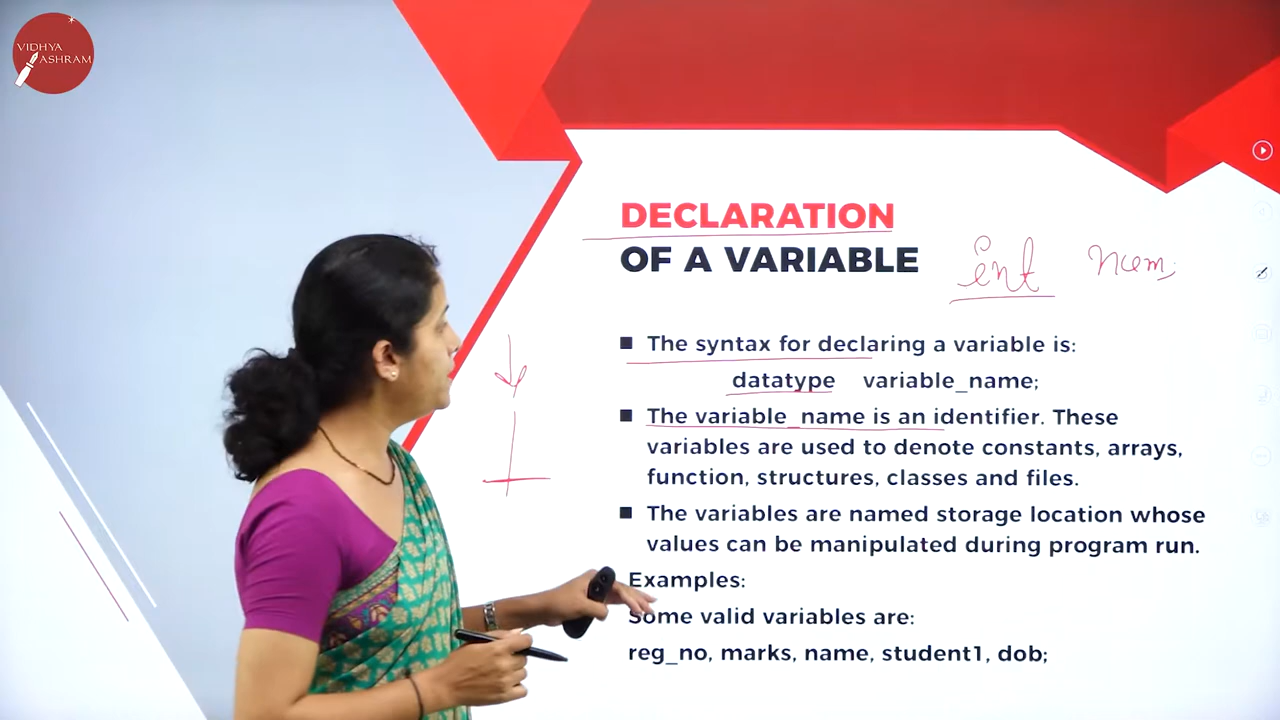 VIDHYA
ASHRAM
DECLARATION
OF A VARIABLE
int num;
The syntax for declaring a variable is:
datatype variable_name;
The variable_name is an identifier. These
variables are used to denote constants, arrays,
function, structures, classes and files.
The variables are named storage location whose
values can be manipulated during program run.
Examples:
Some valid variables are:
reg_no, marks, name, student1, dob;